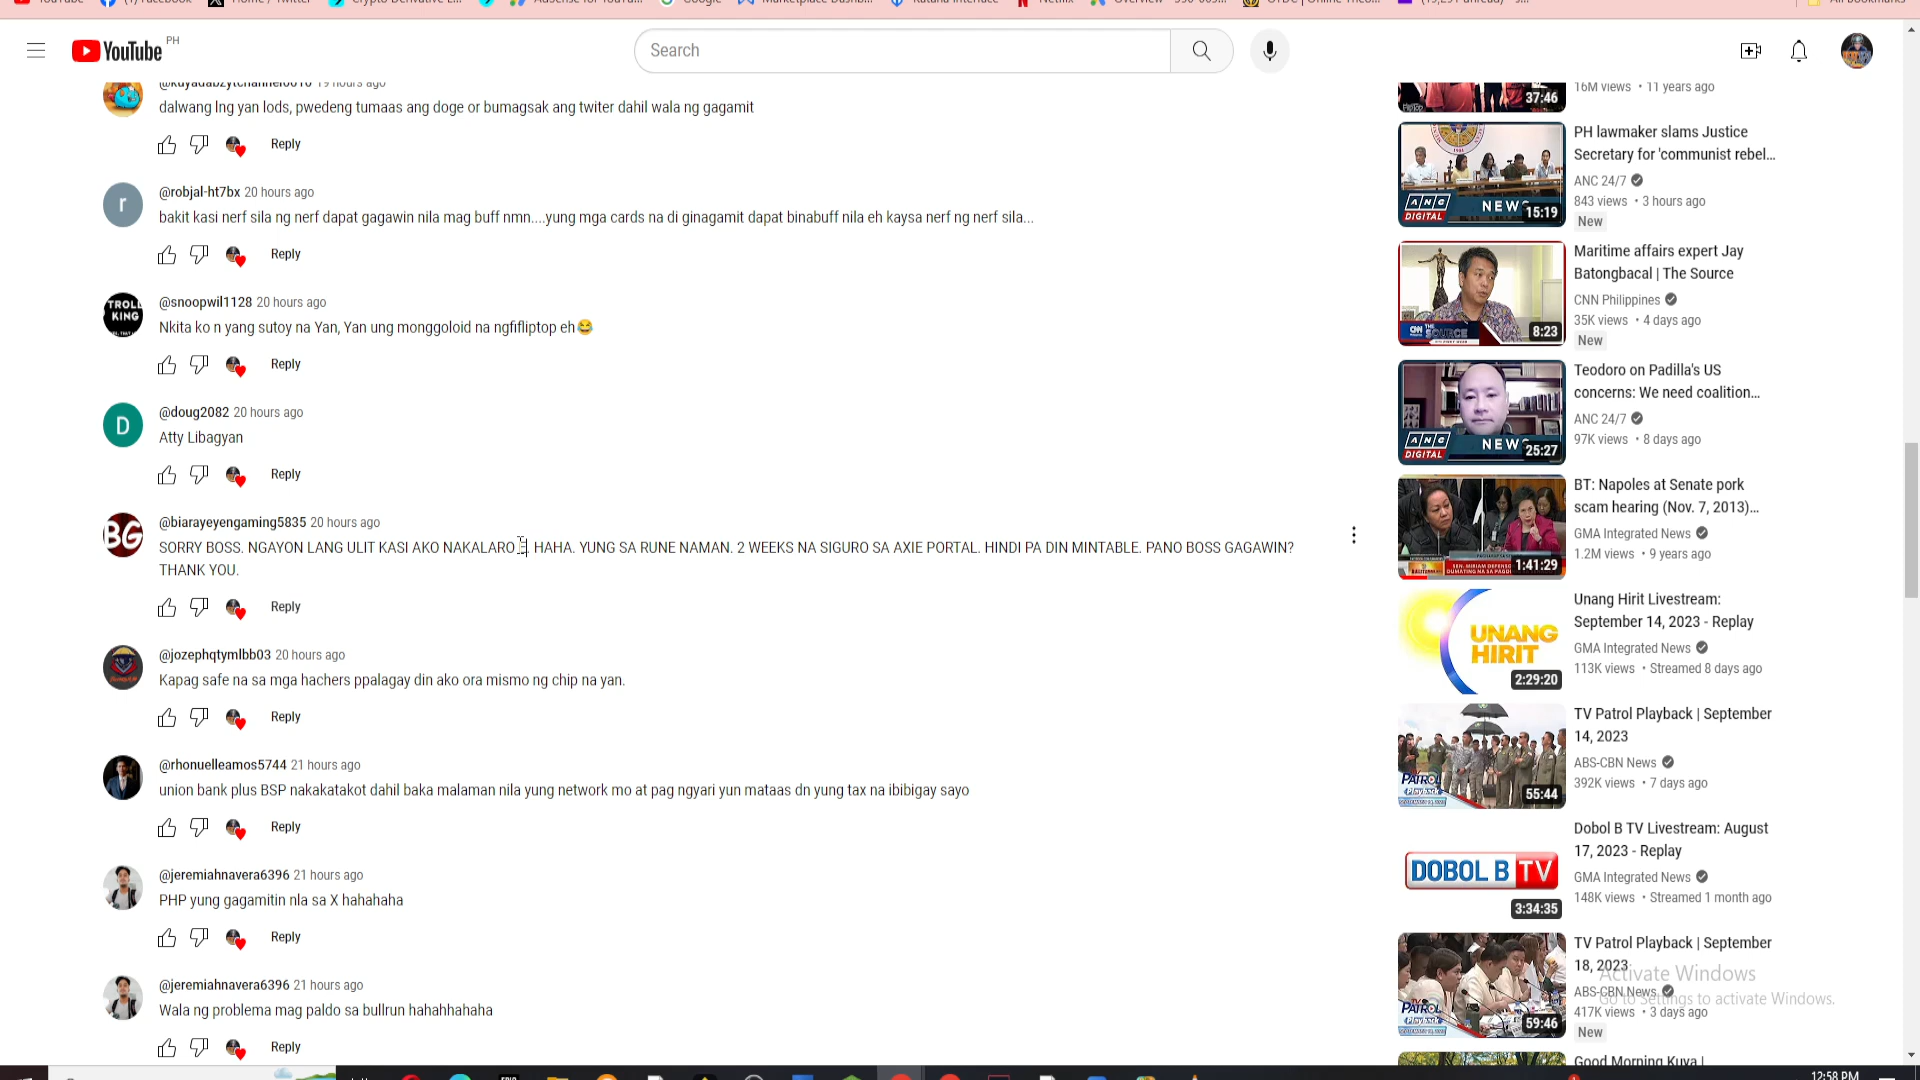 YouTube PH
Search
dalwang lng yan lods, pwedeng tumaas ang doge or bumagsak ang twiter dahil wala ng gagamit
Reply
@robjal-ht7bx 20 hours ago
bakit kasi nerf sila ng nerf dapat gagawin nila mag buff nmn....yung mga cards na di ginagamit dapat binabuff nila eh kaysa nerf ng nerf sila...
Reply
TROLL KING
@snoopwil1128 20 hours ago
Nkita ko n yang sutoy na Yan, Yan ung monggoloid na ngfifliptop eh😂
Reply
@doug2082 20 hours ago
Atty Libagyan
Reply
@biarayeyengaming5835 20 hours ago
SORRY BOSS. NGAYON LANG ULIT KASI AKO NAKALARO E. HAHA. YUNG SA RUNE NAMAN. 2 WEEKS NA SIGURO SA AXIE PORTAL. HINDI PA DIN MINTABLE. PANO BOSS GAGAWIN?
THANK YOU.
Reply
@jozephqtymlbb03 20 hours ago
Kapag safe na sa mga hachers ppalagay din ako ora mismo ng chip na yan.
Reply
@rhonuelleamos5744 21 hours ago
union bank plus BSP nakakatakot dahil baka malaman nila yung network mo at pag ngyari yun mataas dn yung tax na ibibigay sayo
Reply
@jeremiahnavera6396 21 hours ago
PHP yung gagamitin nla sa X hahahaha
Reply
@jeremiahnavera6396 21 hours ago
Wala ng problema mag paldo sa bullrun hahahhahaha
Reply
37:46
16M views • 11 years ago
ANC DIGITAL NEWS 15:19
PH lawmaker slams Justice
Secretary for 'communist rebel...
ANC 24/7
843 views • 3 hours ago
New
8:23
Maritime affairs expert Jay
Batongbacal | The Source
CNN Philippines
35K views • 4 days ago
New
ANC DIGITAL NEWS 25:27
Teodoro on Padilla's US
concerns: We need coalition...
ANC 24/7
97K views • 8 days ago
1:41:29
BT: Napoles at Senate pork
scam hearing (Nov. 7, 2013)...
GMA Integrated News
1.2M views • 9 years ago
UNANG HIRIT
2:29:20
Unang Hirit Livestream:
September 14, 2023 - Replay
GMA Integrated News
113K views • Streamed 8 days ago
PATROL Playback 55:44
TV Patrol Playback | September
14, 2023
ABS-CBN News
392K views • 7 days ago
DOBOL B TV
3:34:35
Dobol B TV Livestream: August
17, 2023 - Replay
GMA Integrated News
148K views • Streamed 1 month ago
PATROL Playback 59:46
TV Patrol Playback | September
18, 2023
ABS-CBN News
417K views • 3 days ago
New
Activate Windows
Go to Settings to activate Windows.
Good Morning Kuya |
12:58 PM